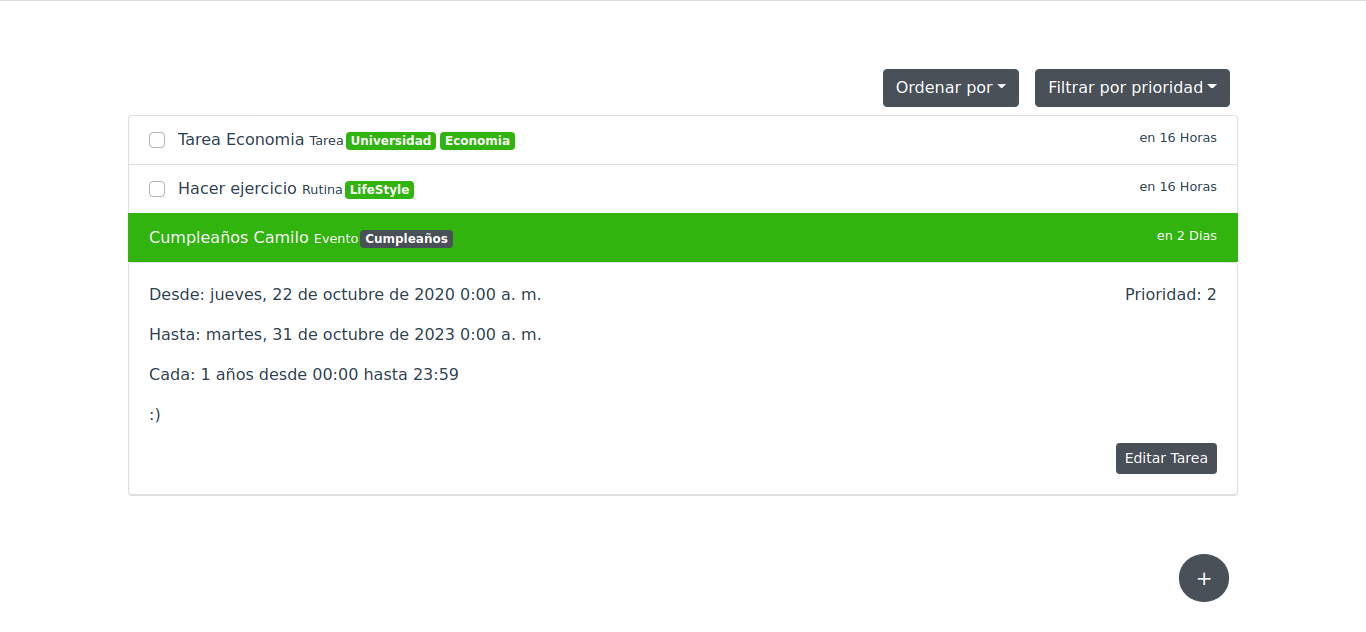 Ordenar por Filtrar por prioridad
Tarea Economia Tarea Universidad Economia en 16 Horas
Hacer ejercicio Rutina LifeStyle en 16 Horas
Cumpleaños Camilo Evento Cumpleaños en 2 Dias
Desde: jueves, 22 de octubre de 2020 0:00 a. m. Prioridad: 2
Hasta: martes, 31 de octubre de 2023 0:00 a. m.
Cada: 1 años desde 00:00 hasta 23:59
:)
Editar Tarea
+